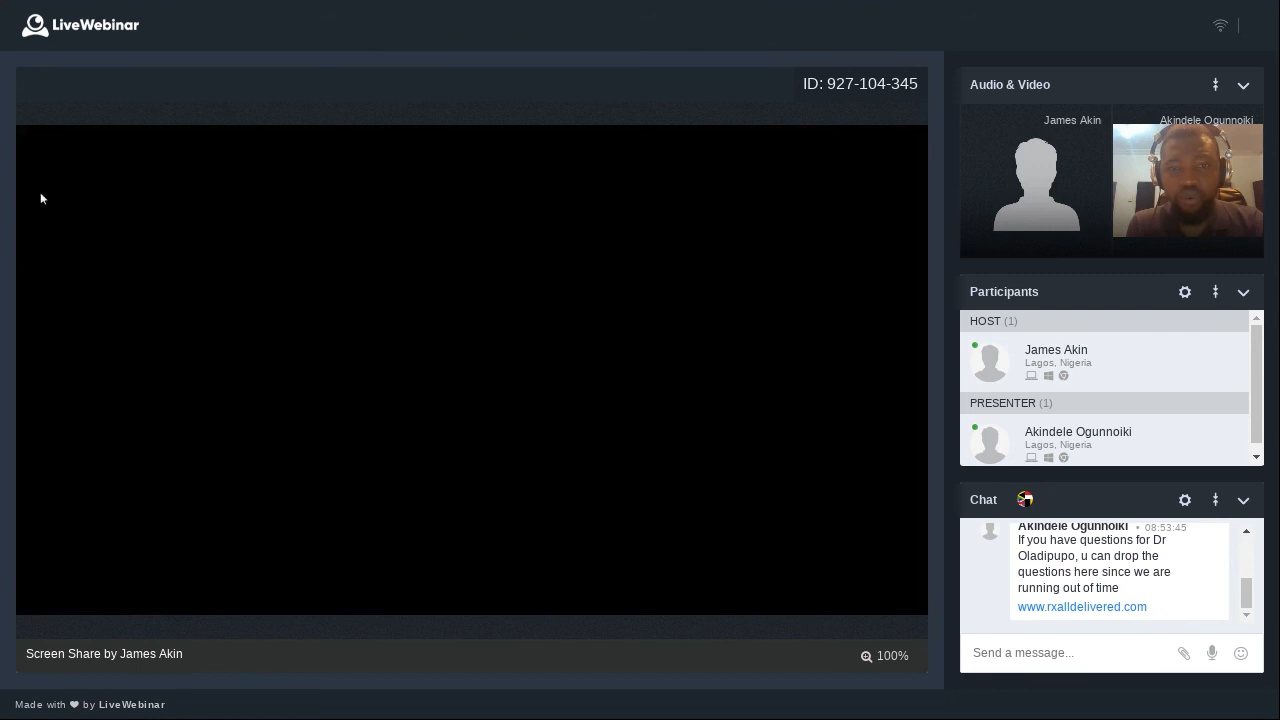 LiveWebinar
ID: 927-104-345
Screen Share by James Akin
100%
Made with ❤ by LiveWebinar
Audio & Video
James Akin
Akindele Ogunnoiki
Participants
HOST (1)
James Akin
Lagos, Nigeria
PRESENTER (1)
Akindele Ogunnoiki
Lagos, Nigeria
Chat
Akindele Ogunnoiki • 08:53:45
If you have questions for Dr
Oladipupo, u can drop the
questions here since we are
running out of time
www.rxalldelivered.com
Send a message...